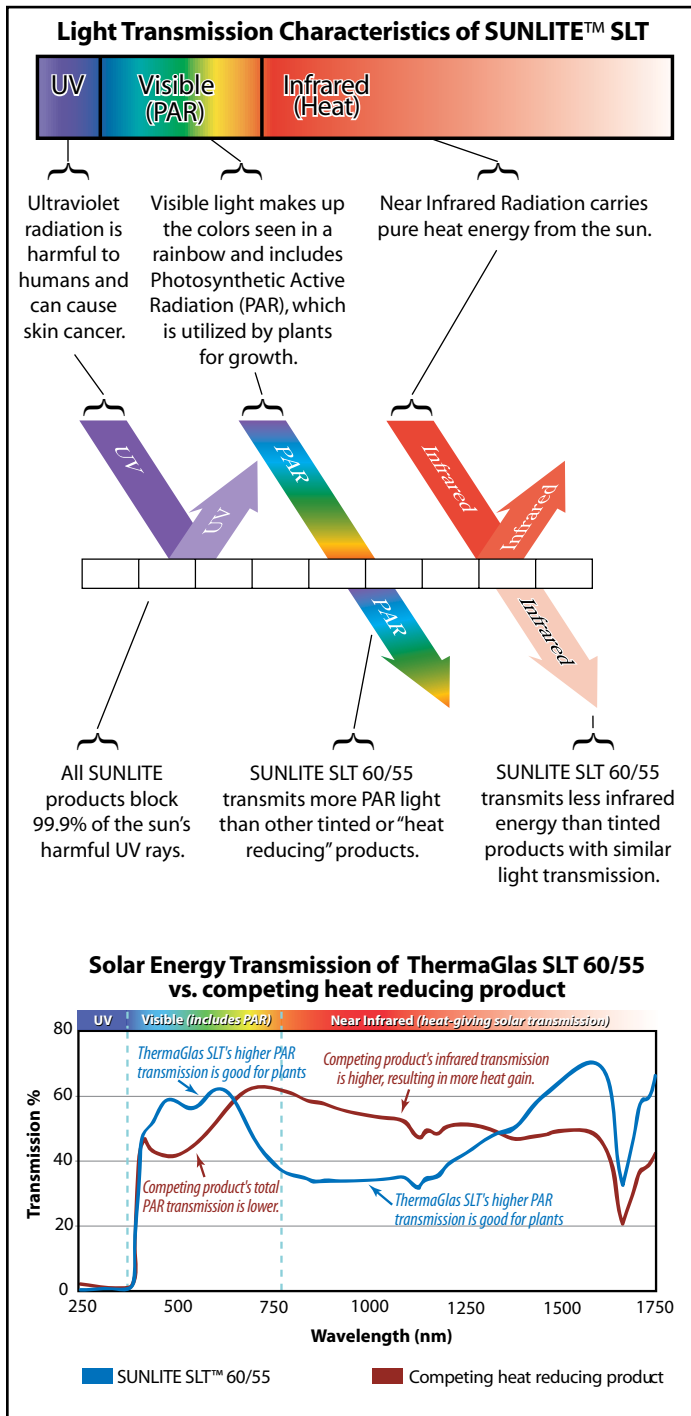 Light Transmission Characteristics of SUNLITE™ SLT
UV
Visible
(PAR)
Infrared
(Heat)
Ultraviolet
radiation is
harmful to
humans and
can cause
skin cancer.
Visible light makes up
the colors seen in a
rainbow and includes
Photosynthetic Active
Radiation (PAR), which
is utilized by plants
for growth.
Near Infrared Radiation carries
pure heat energy from the sun.
UV
UV
PAR
PAR
Infrared
Infrared
Infrared
All SUNLITE
products block
99.9% of the sun's
harmful UV rays.
SUNLITE SLT 60/55
transmits more PAR light
than other tinted or "heat
reducing" products.
SUNLITE SLT 60/55
transmits less infrared
energy than tinted
products with similar
light transmission.
Solar Energy Transmission of ThermaGlas SLT 60/55
vs. competing heat reducing product
UV
Visible (includes PAR)
Near Infrared (heat-giving solar transmission)
80
60
40
20
0
Transmission %
ThermaGlas SLT's higher PAR
transmission is good for plants
Competing product's infrared transmission
is higher, resulting in more heat gain.
Competing product's total
PAR transmission is lower.
ThermaGlas SLT's higher PAR
transmission is good for plants
250 500 750 1000 1250 1500 1750
Wavelength (nm)
SUNLITE SLT™ 60/55
Competing heat reducing product